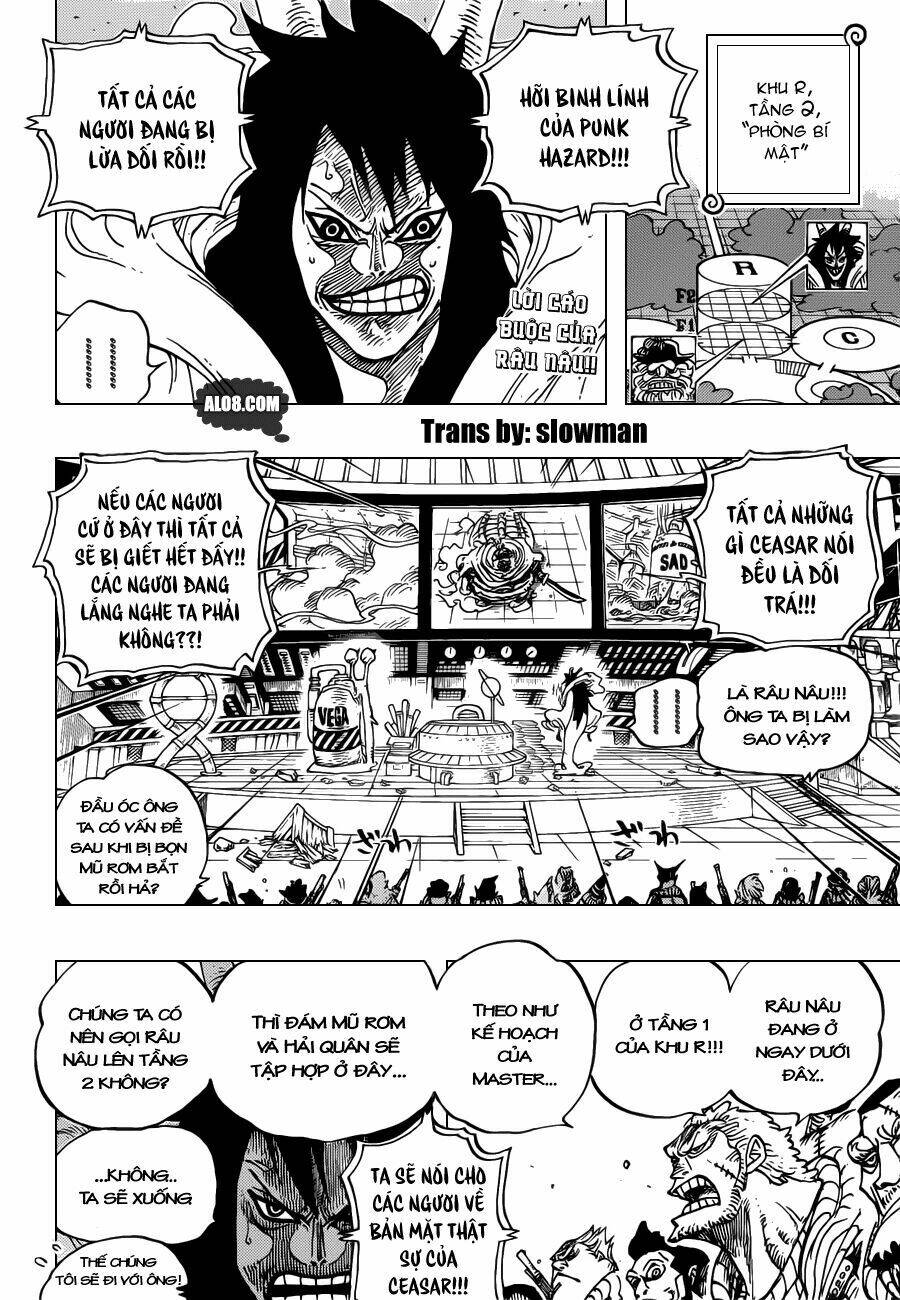 KHU R,
TẦNG 2,
"PHÒNG BÍ
MẬT"
R
F2
F1
C
HỠI BINH LÍNH
CỦA PUNK
HAZARD!!!
TẤT CẢ CÁC
NGƯỜI ĐANG BỊ
LỪA DỐI RỒI!!
LỜI CÁO
BUỘC CỦA
RÂU NÂU!!
AL08.COM
Trans by: slowman
TẤT CẢ NHỮNG
GÌ CEASAR NÓI
ĐỀU LÀ DỐI
TRÁ!!!
NẾU CÁC NGƯỜI
CỨ Ở ĐÂY THÌ TẤT CẢ
SẼ BỊ GIẾT HẾT ĐẤY!!
CÁC NGƯỜI ĐANG
LẮNG NGHE TA PHẢI
KHÔNG??!
SAD
VEGA
LÀ RÂU NÂU!!!
ÔNG TA BỊ LÀM
SAO VẬY?
ĐẦU ÓC ÔNG
TA CÓ VẤN ĐỀ
SAU KHI BỊ BỌN
MŨ RƠM BẮT
RỒI HẢ?
RÂU NÂU
ĐANG Ở
NGAY DƯỚI
ĐÂY...
Ở TẦNG 1
CỦA KHU R!!!
THEO NHƯ
KẾ HOẠCH
CỦA
MASTER...
THÌ ĐÁM MŨ RƠM
VÀ HẢI QUÂN SẼ
TẬP HỢP Ở ĐÂY...
CHÚNG TA CÓ
NÊN GỌI RÂU
NÂU LÊN TẦNG
2 KHÔNG?
...KHÔNG...
TA SẼ XUỐNG
TA SẼ NÓI CHO
CÁC NGƯỜI VỀ
BẢN MẶT THẬT
SỰ CỦA
CEASAR!!!
THẾ CHÚNG
TÔI SẼ ĐI VỚI ÔNG!